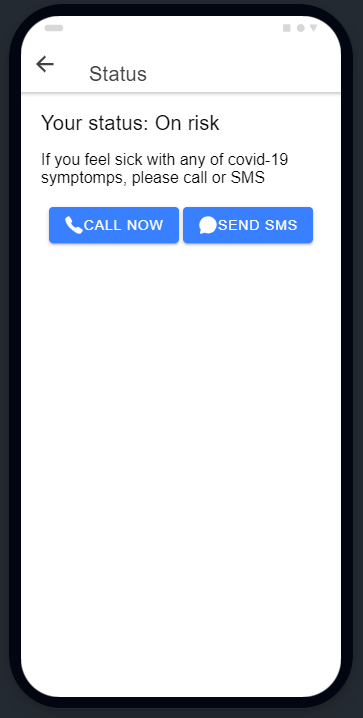 Status
Your status: On risk
If you feel sick with any of covid-19
symptomps, please call or SMS
CALL NOW SEND SMS